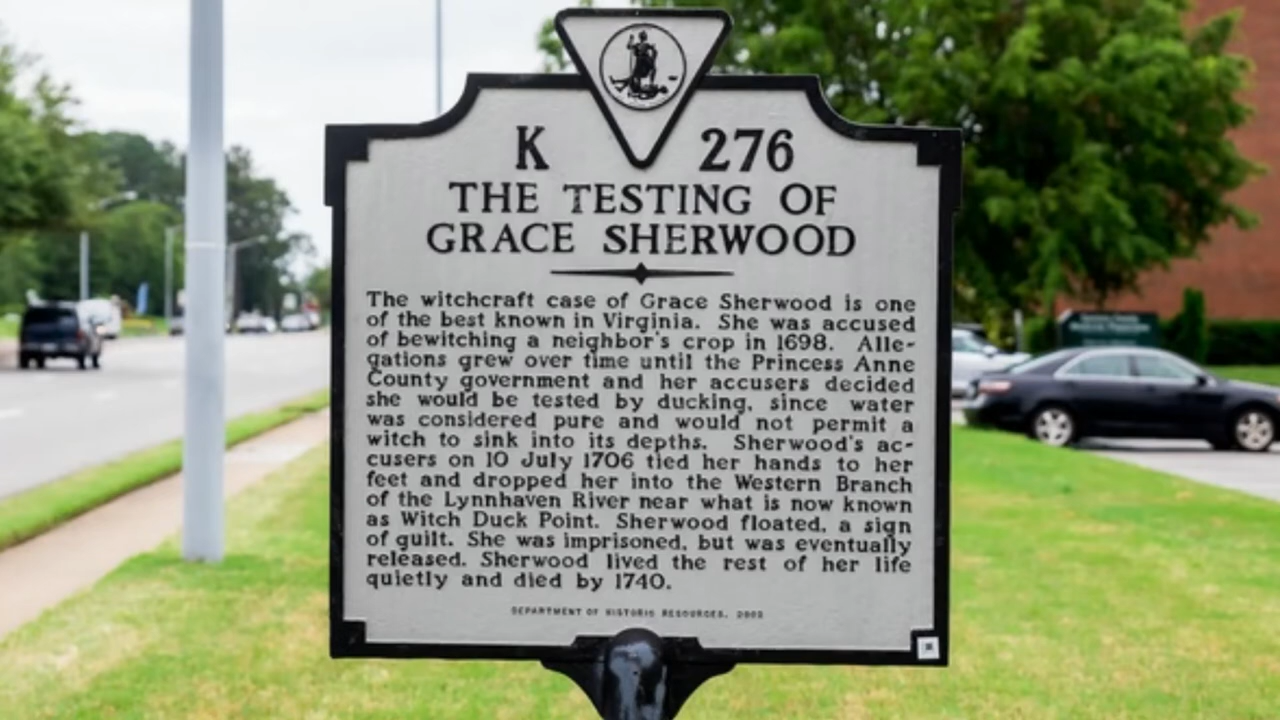 K 276
THE TESTING OF
GRACE SHERWOOD
The witchcraft case of Grace Sherwood is one
of the best known in Virginia. She was accused
of bewitching a neighbor's crop in 1698. Alle-
gations grew over time until the Princess Anne
County government and her accusers decided
she would be tested by ducking, since water
was considered pure and would not permit a
witch to sink into its depths. Sherwood's ac-
cusers on 10 July 1706 tied her hands to her
feet and dropped her into the Western Branch
of the Lynnhaven River near what is now known
as Witch Duck Point. Sherwood floated, a sign
of guilt. She was imprisoned, but was eventually
released. Sherwood lived the rest of her life
quietly and died by 1740.
DEPARTMENT OF HISTORIC RESOURCES,